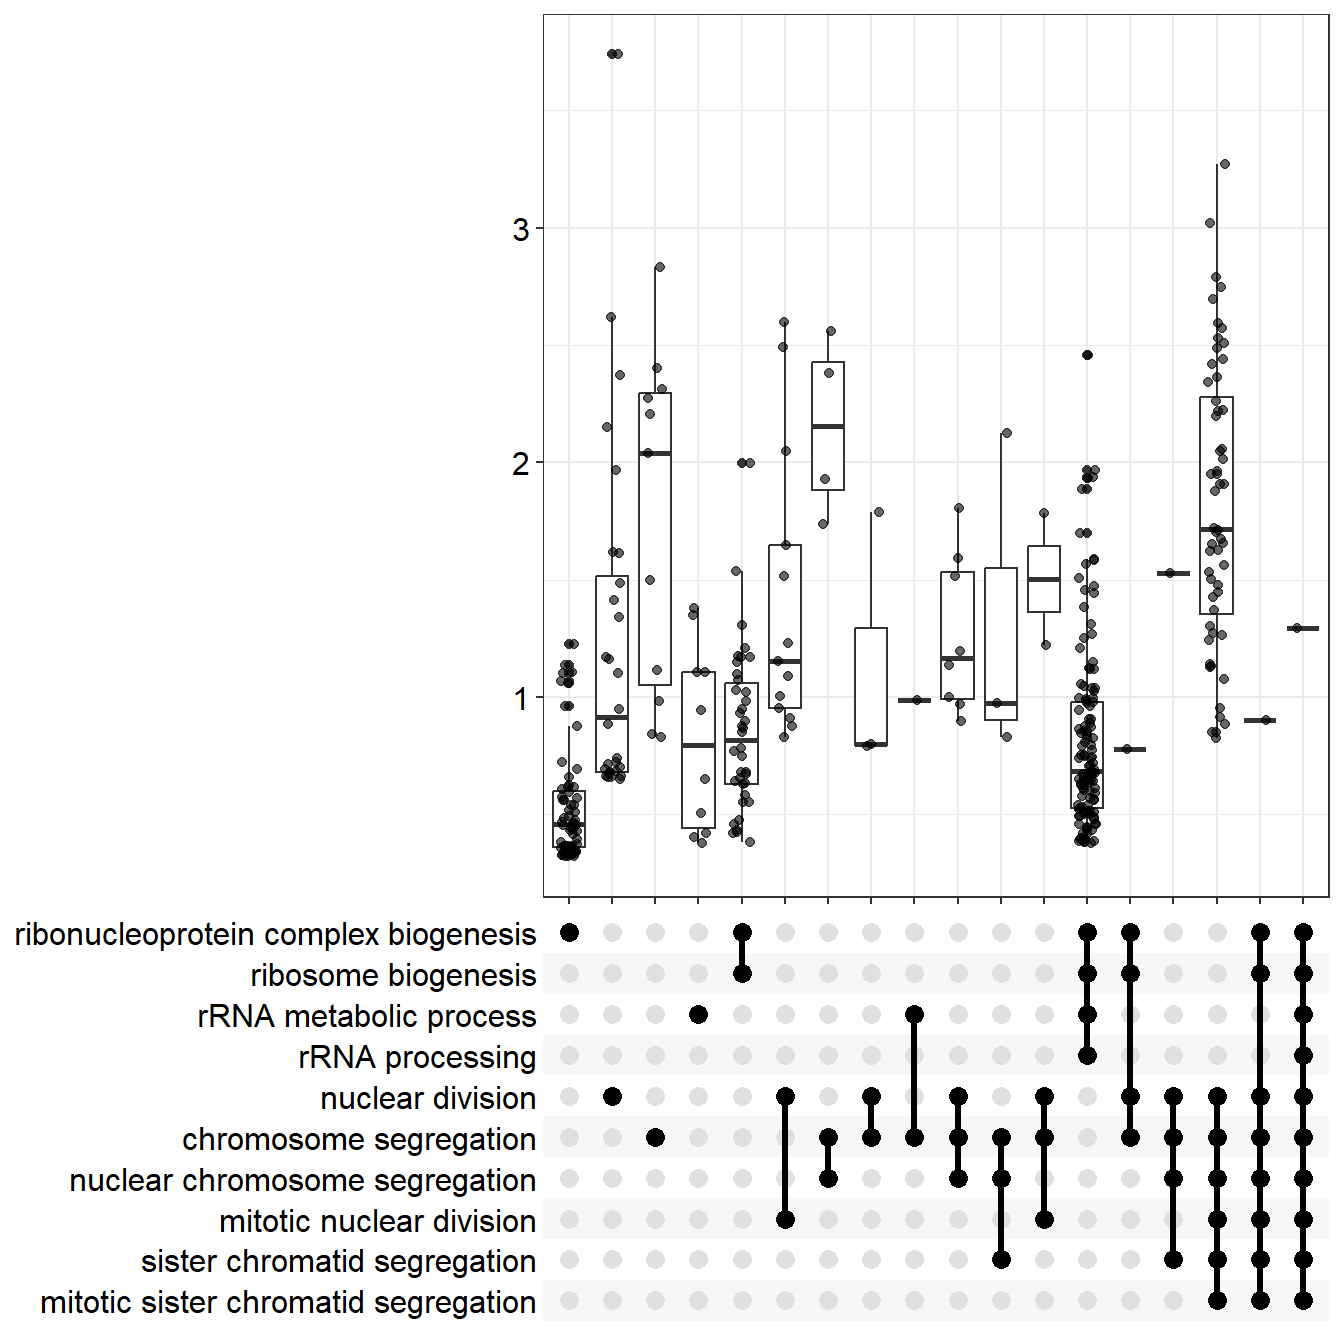 3
2
1
ribonucleoprotein complex biogenesis
ribosome biogenesis
rRNA metabolic process
rRNA processing
nuclear division
chromosome segregation
nuclear chromosome segregation
mitotic nuclear division
sister chromatid segregation
mitotic sister chromatid segregation